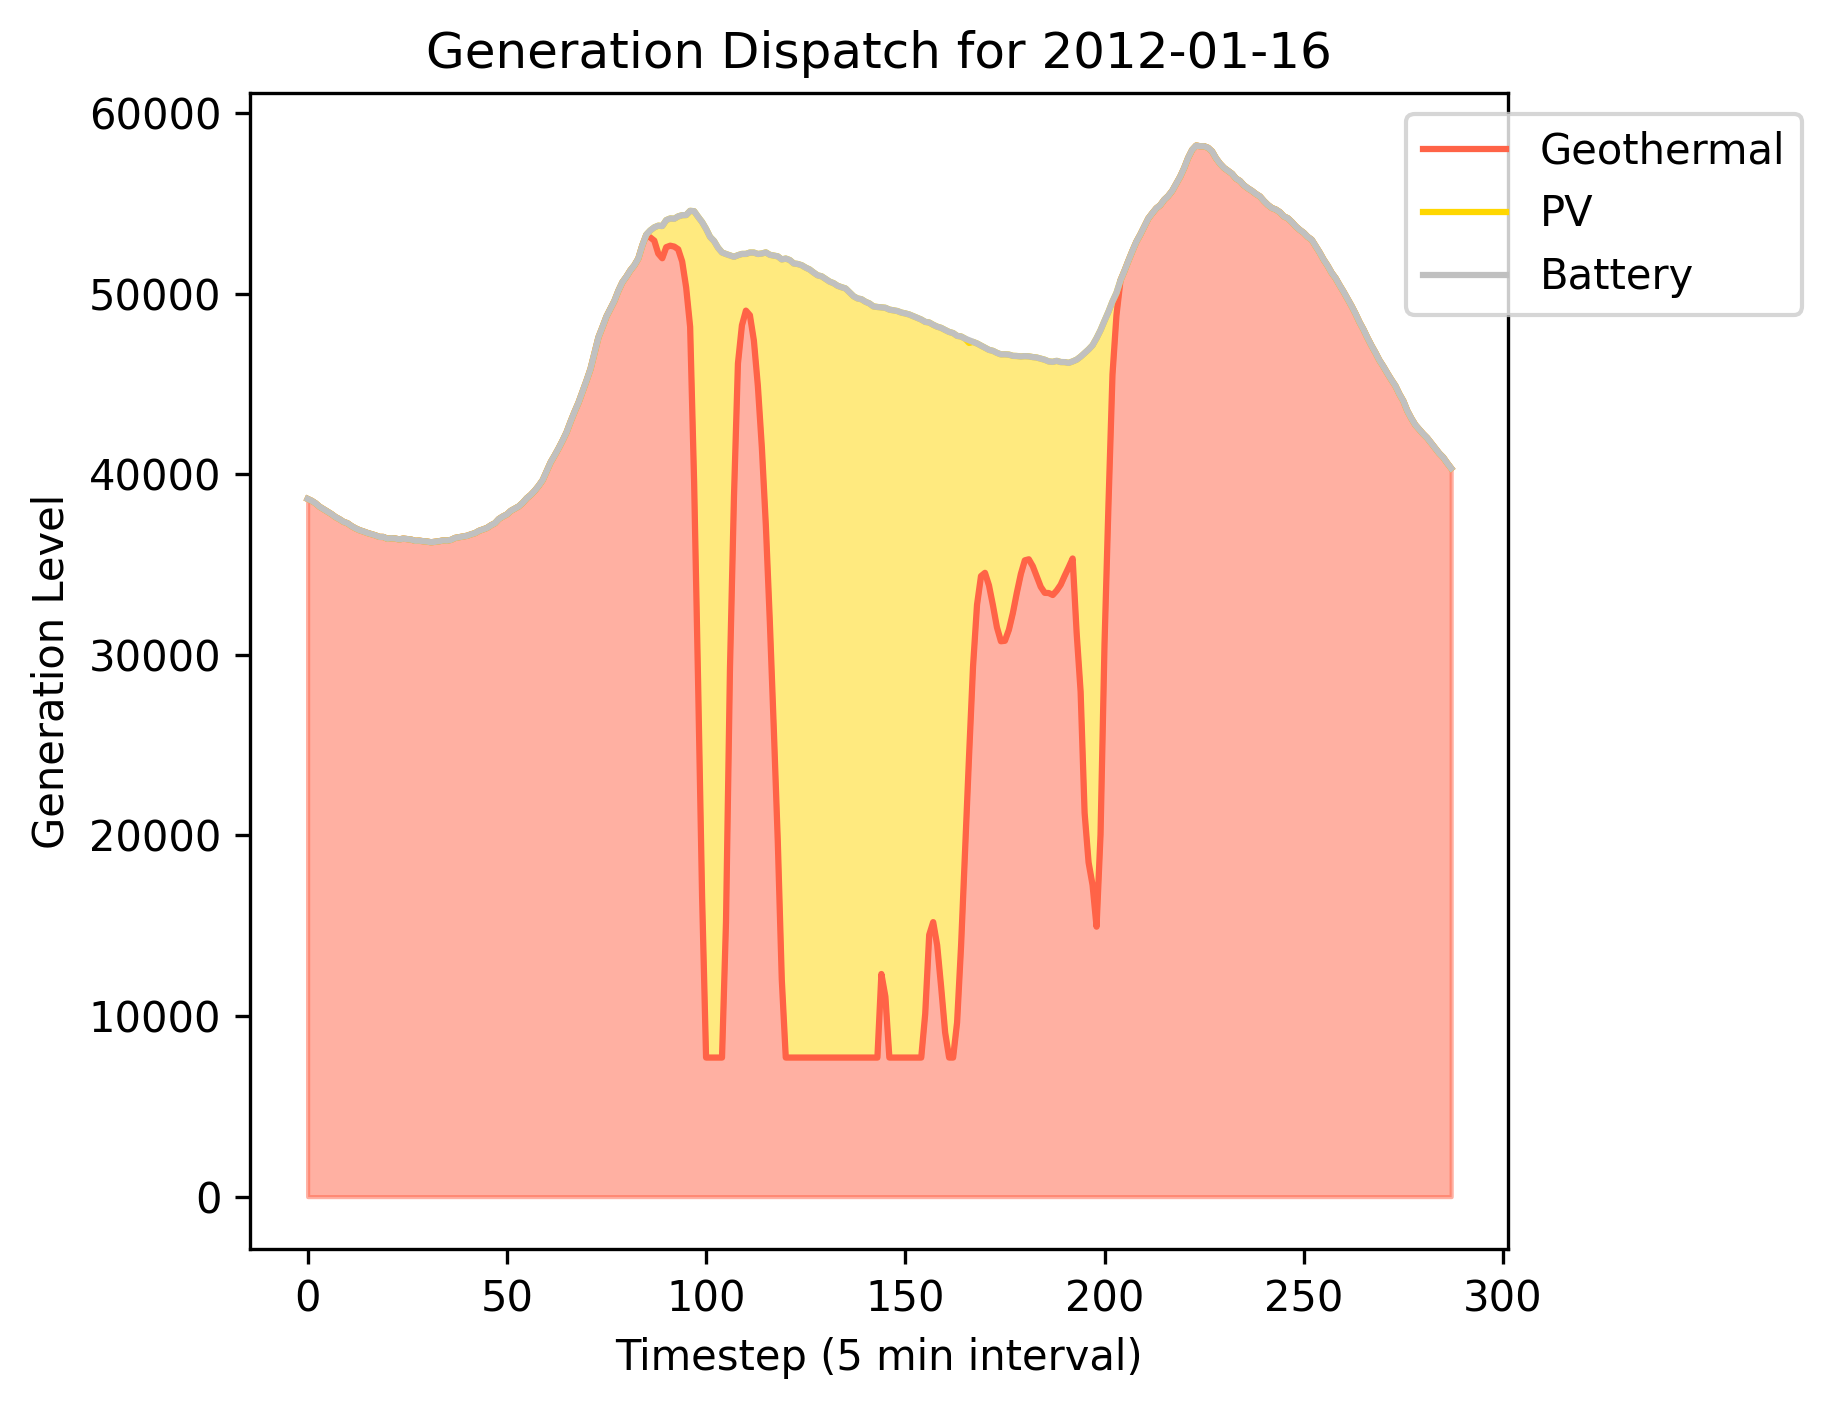 Generation Dispatch for 2012-01-16
60000
50000
40000
30000
20000
10000
0
Generation Level
Geothermal
PV
Battery
0 50 100 150 200 250 300
Timestep (5 min interval)